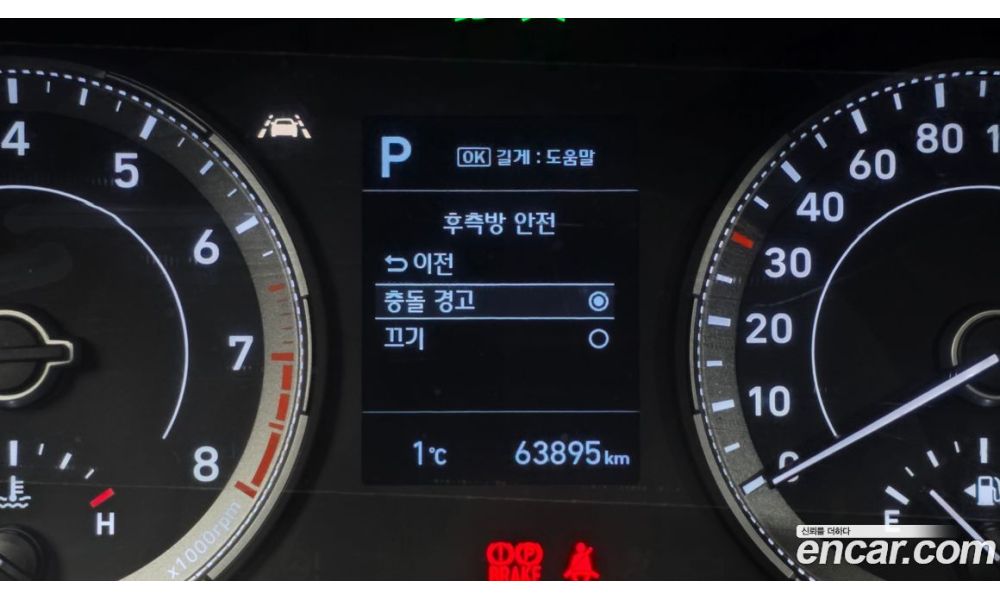 P
OK 길게 : 도움말
후측방 안전
이전
충돌 경고
끄기
1℃ 63895 km
4
5
6
7
8
x1000rpm
H
80
60
40
30
20
10
0
E
BRAKE
신뢰를 더하다
encar.com